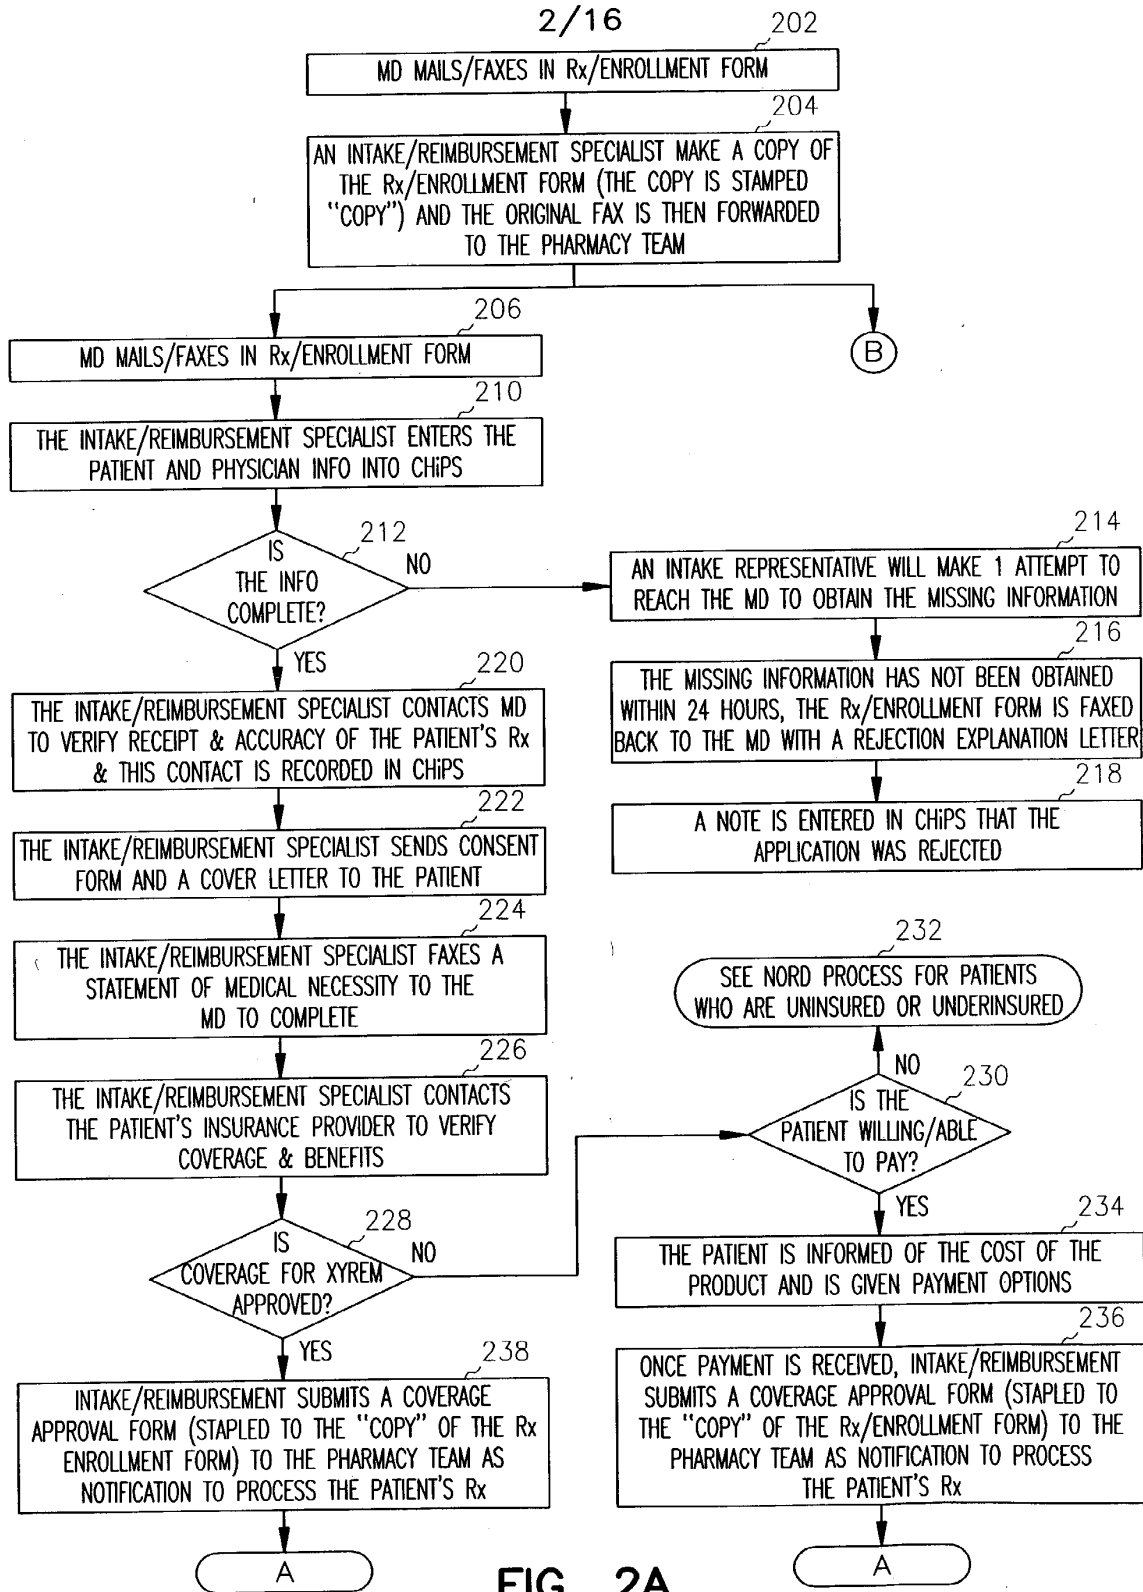 2/16
202
MD MAILS/FAXES IN Rx/ENROLLMENT FORM
204
AN INTAKE/REIMBURSEMENT SPECIALIST MAKE A COPY OF
THE Rx/ENROLLMENT FORM (THE COPY IS STAMPED
"COPY") AND THE ORIGINAL FAX IS THEN FORWARDED
TO THE PHARMACY TEAM
206
MD MAILS/FAXES IN Rx/ENROLLMENT FORM
B
210
THE INTAKE/REIMBURSEMENT SPECIALIST ENTERS THE
PATIENT AND PHYSICIAN INFO INTO CHiPS
212
IS
THE INFO
COMPLETE?
NO
YES
214
AN INTAKE REPRESENTATIVE WILL MAKE 1 ATTEMPT TO
REACH THE MD TO OBTAIN THE MISSING INFORMATION
216
THE MISSING INFORMATION HAS NOT BEEN OBTAINED
WITHIN 24 HOURS, THE Rx/ENROLLMENT FORM IS FAXED
BACK TO THE MD WITH A REJECTION EXPLANATION LETTER
218
A NOTE IS ENTERED IN CHiPS THAT THE
APPLICATION WAS REJECTED
220
THE INTAKE/REIMBURSEMENT SPECIALIST CONTACTS MD
TO VERIFY RECEIPT & ACCURACY OF THE PATIENT'S Rx
& THIS CONTACT IS RECORDED IN CHiPS
222
THE INTAKE/REIMBURSEMENT SPECIALIST SENDS CONSENT
FORM AND A COVER LETTER TO THE PATIENT
224
THE INTAKE/REIMBURSEMENT SPECIALIST FAXES A
STATEMENT OF MEDICAL NECESSITY TO THE
MD TO COMPLETE
226
THE INTAKE/REIMBURSEMENT SPECIALIST CONTACTS
THE PATIENT'S INSURANCE PROVIDER TO VERIFY
COVERAGE & BENEFITS
228
IS
COVERAGE FOR XYREM
APPROVED?
NO
YES
232
SEE NORD PROCESS FOR PATIENTS
WHO ARE UNINSURED OR UNDERINSURED
NO
230
IS THE
PATIENT WILLING/ABLE
TO PAY?
YES
234
THE PATIENT IS INFORMED OF THE COST OF THE
PRODUCT AND IS GIVEN PAYMENT OPTIONS
236
ONCE PAYMENT IS RECEIVED, INTAKE/REIMBURSEMENT
SUBMITS A COVERAGE APPROVAL FORM (STAPLED TO
THE "COPY" OF THE Rx/ENROLLMENT FORM) TO THE
PHARMACY TEAM AS NOTIFICATION TO PROCESS
THE PATIENT'S Rx
A
238
INTAKE/REIMBURSEMENT SUBMITS A COVERAGE
APPROVAL FORM (STAPLED TO THE "COPY" OF THE Rx
ENROLLMENT FORM) TO THE PHARMACY TEAM AS
NOTIFICATION TO PROCESS THE PATIENT'S Rx
A
FIG. 2A